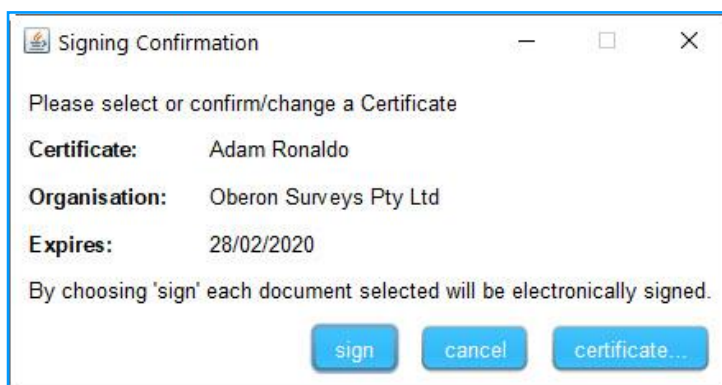 Signing Confirmation
Please select or confirm/change a Certificate
Certificate: Adam Ronaldo
Organisation: Oberon Surveys Pty Ltd
Expires: 28/02/2020
By choosing 'sign' each document selected will be electronically signed.
sign cancel certificate...